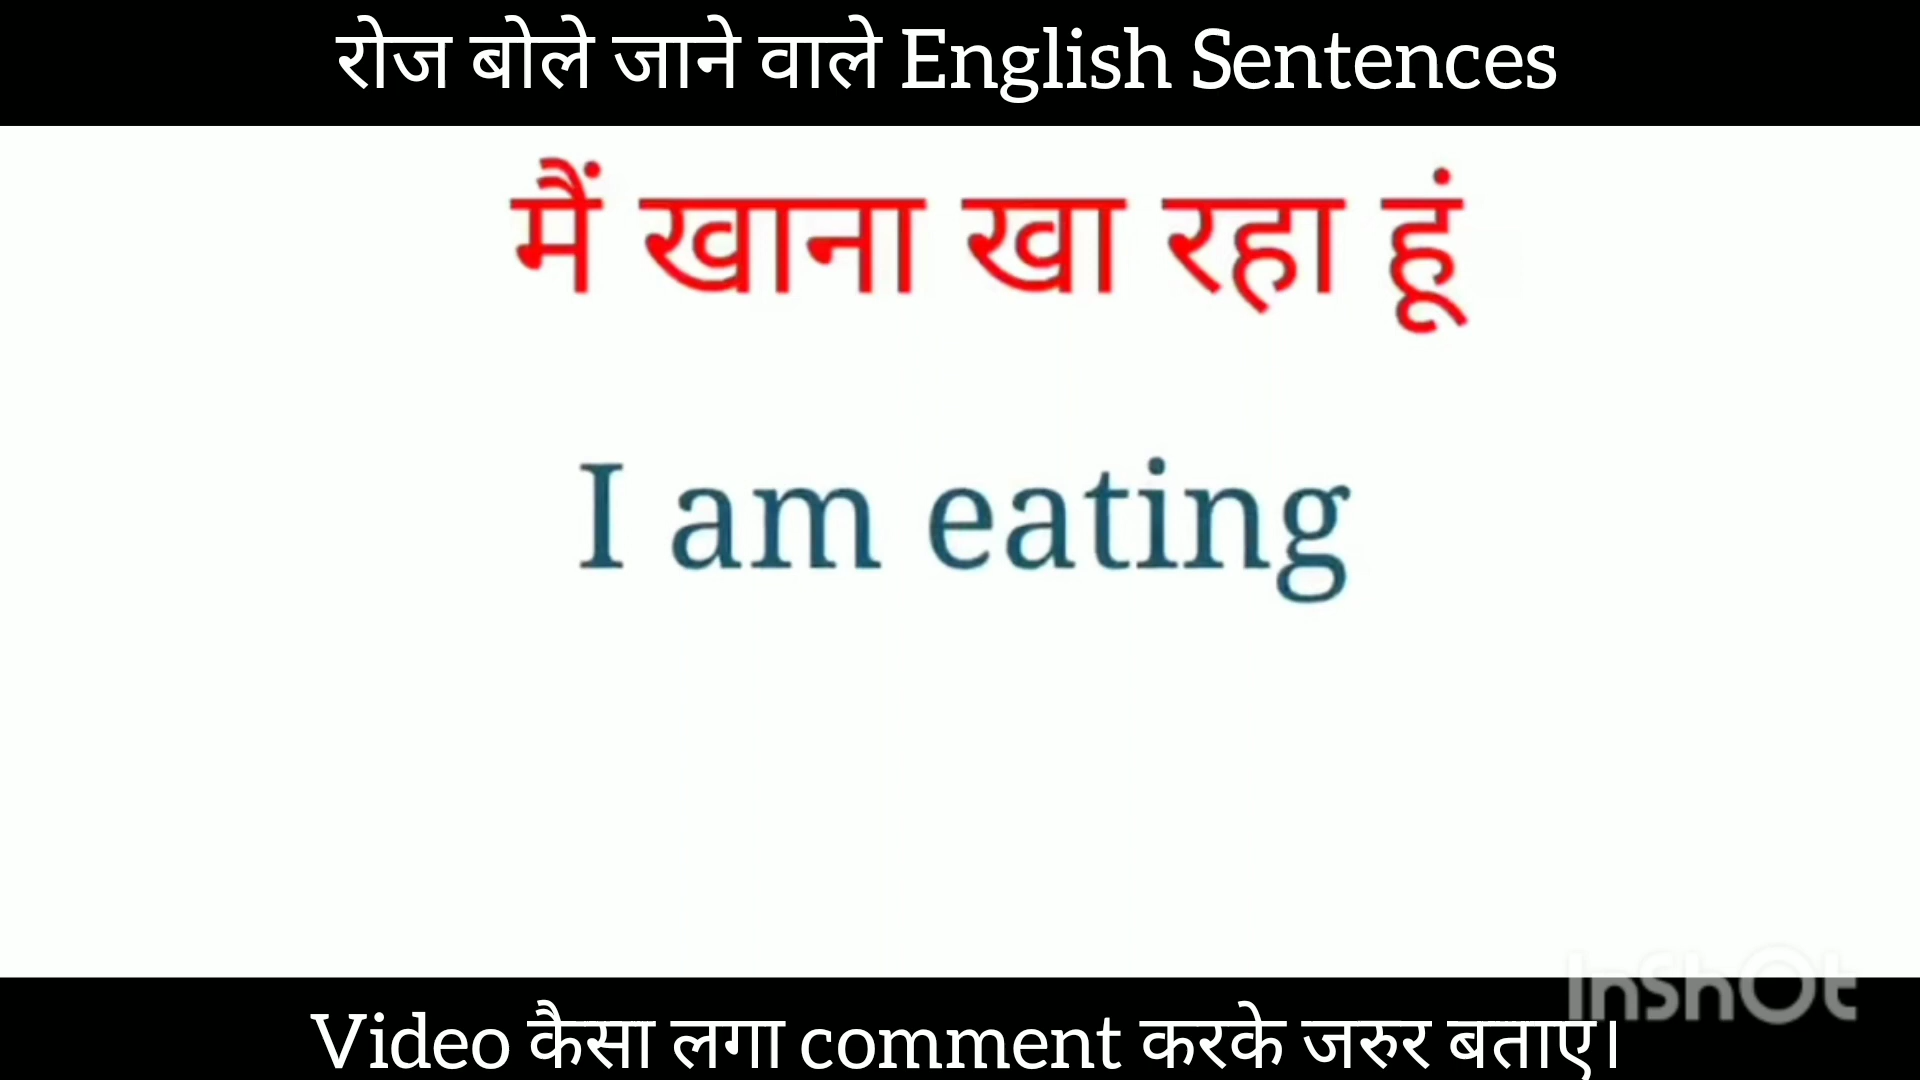 रोज बोले जाने वाले English Sentences
मैं खाना खा रहा हूं
I am eating
InShOt
Video कैसा लगा comment करके जरुर बताए।